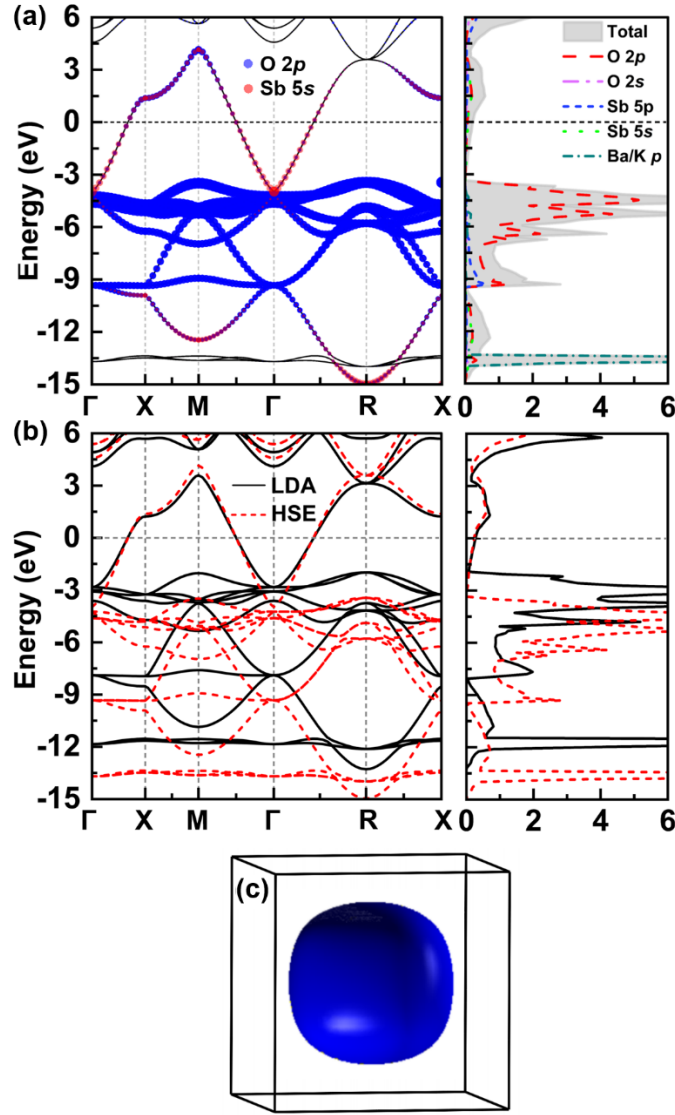 (a)
6
3
0
-3
-6
-9
-12
-15
Energy (eV)
O 2p
Sb 5s
Γ X M Γ R X
Total
O 2p
O 2s
Sb 5p
Sb 5s
Ba/K p
0 2 4 6
(b)
6
3
0
-3
-6
-9
-12
-15
Energy (eV)
LDA
HSE
Γ X M Γ R X
0 2 4 6
(c)